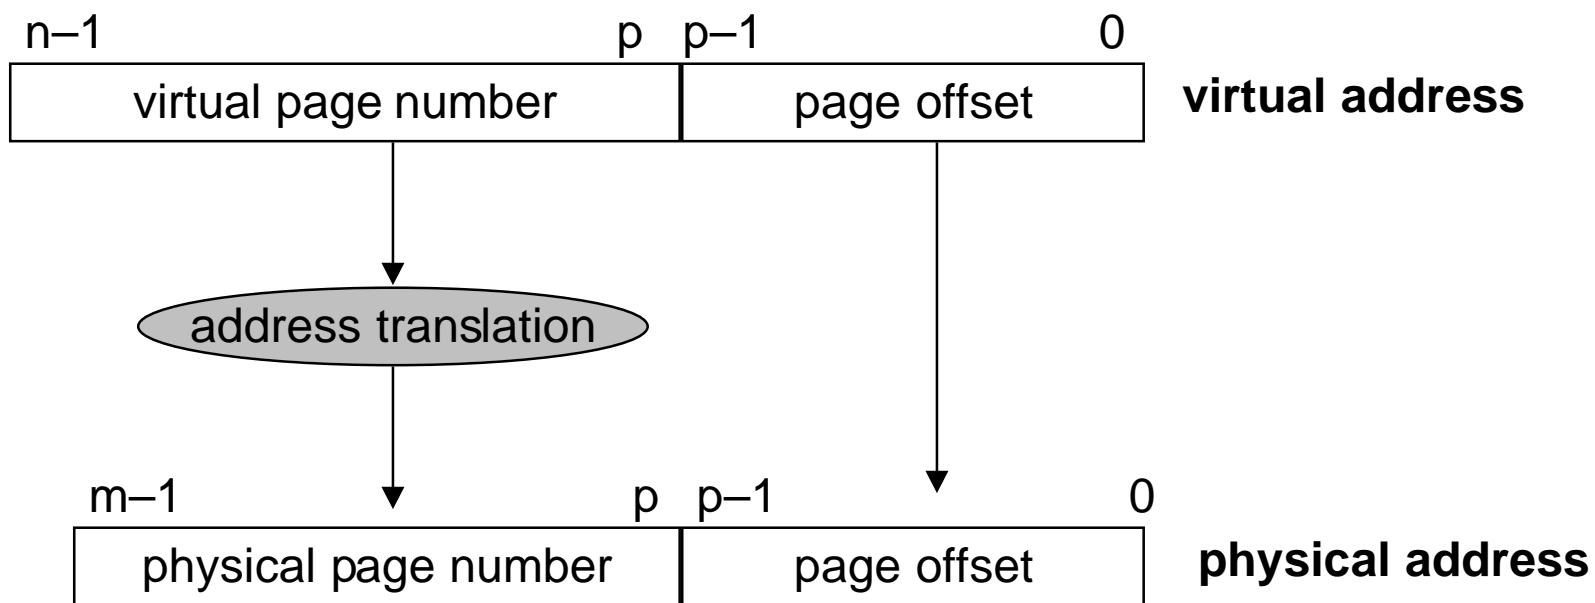 n–1 p p–1 0
virtual page number page offset virtual address
address translation
m–1 p p–1 0
physical page number page offset physical address